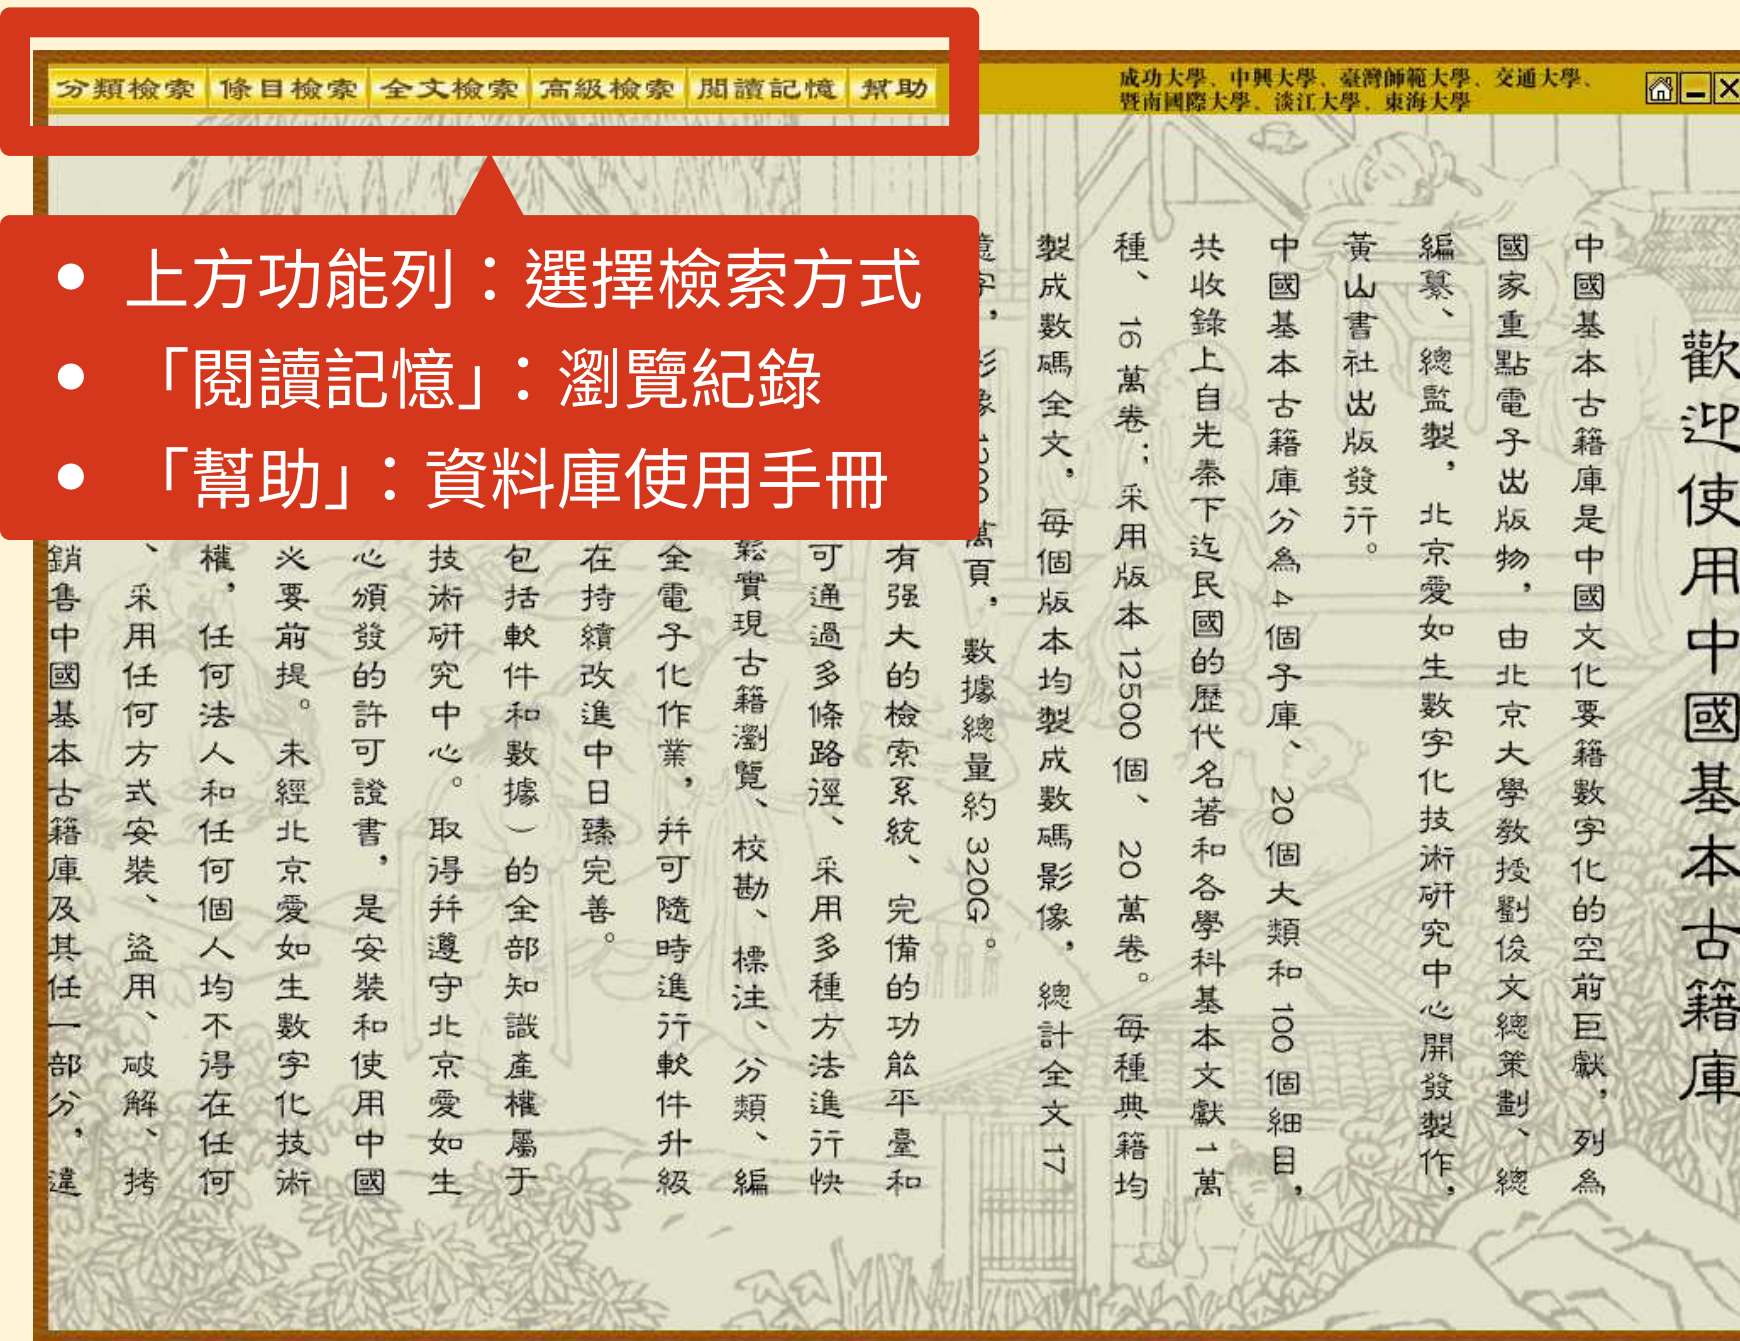 分類檢索 條目檢索 全文檢索 高級檢索 閱讀記憶 幫助
成功大學、中興大學、臺灣師範大學、交通大學、
暨南國際大學、淡江大學、東海大學
• 上方功能列：選擇檢索方式
• 「閱讀記憶」：瀏覽紀錄
• 「幫助」：資料庫使用手冊
歡迎使用中國基本古籍庫
中國基本古籍庫是中國文化要籍數字化的空前巨獻，列為
國家重點電子出版物，由北京大學教授劉俊文總策劃、總
編纂、總監製，北京愛如生數字化技術研究中心開發製作，
黃山書社出版發行。
中國基本古籍庫分為4個子庫、20個大類和100個細目，
共收錄上自先秦下迄民國的歷代名著和各學科基本文獻1萬
種、16萬卷；采用版本12500個、20萬卷。每種典籍均
製成數碼全文，每個版本均製成數碼影像，總計全文17
億字，影像1200萬頁，數據總量約320G。
有强大的檢索系統、完備的功能平臺和
可通過多條路徑、采用多種方法進行快
鬆實現古籍瀏覽、校勘、標注、分類、編
全電子化作業，并可隨時進行軟件升級
在持續改進中日臻完善。
包括軟件和數據）的全部知識產權屬于
技術研究中心。取得并遵守北京愛如生
心頒發的許可證書，是安裝和使用中國
必要前提。未經北京愛如生數字化技術
權，任何法人和任何個人均不得在任何
、采用任何方式安裝、盜用、破解、拷
銷售中國基本古籍庫及其任一部分，違